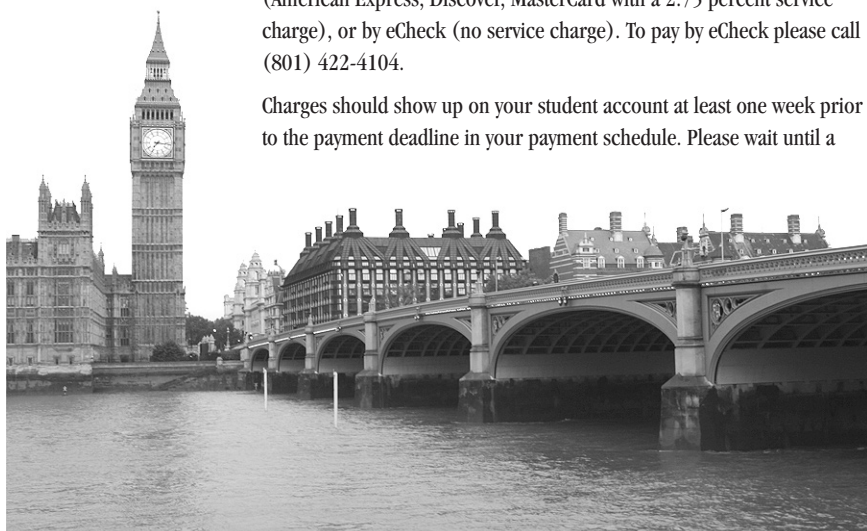 (American Express, Discover, MasterCard with a 2.75 percent service
charge), or by eCheck (no service charge). To pay by eCheck please call
(801) 422-4104.
Charges should show up on your student account at least one week prior
to the payment deadline in your payment schedule. Please wait until a